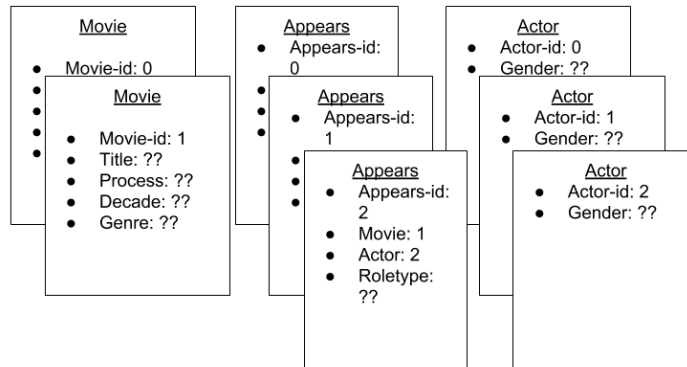 Movie
● Movie-id: 0
●
●
●
●
Movie
● Movie-id: 1
● Title: ??
● Process: ??
● Decade: ??
● Genre: ??
Appears
● Appears-id:
0
●
●
●
Appears
● Appears-id:
1
●
●
●
Appears
● Appears-id:
2
● Movie: 1
● Actor: 2
● Roletype:
??
Actor
● Actor-id: 0
● Gender: ??
Actor
● Actor-id: 1
● Gender: ??
Actor
● Actor-id: 2
● Gender: ??